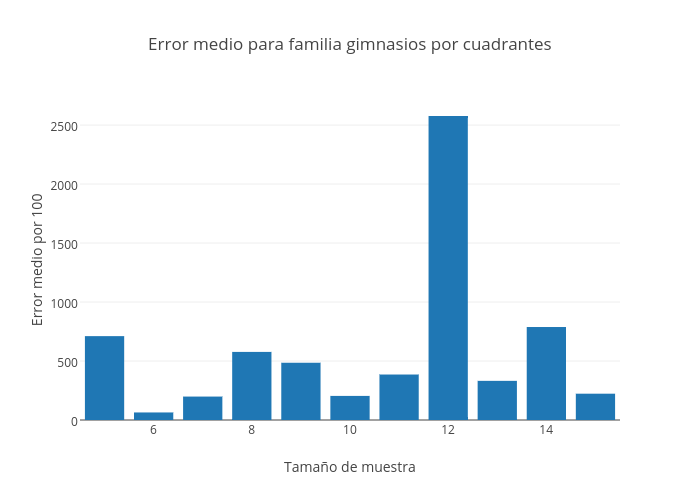 Error medio para familia gimnasios por cuadrantes
Error medio por 100
2500
2000
1500
1000
500
0
6 8 10 12 14
Tamaño de muestra